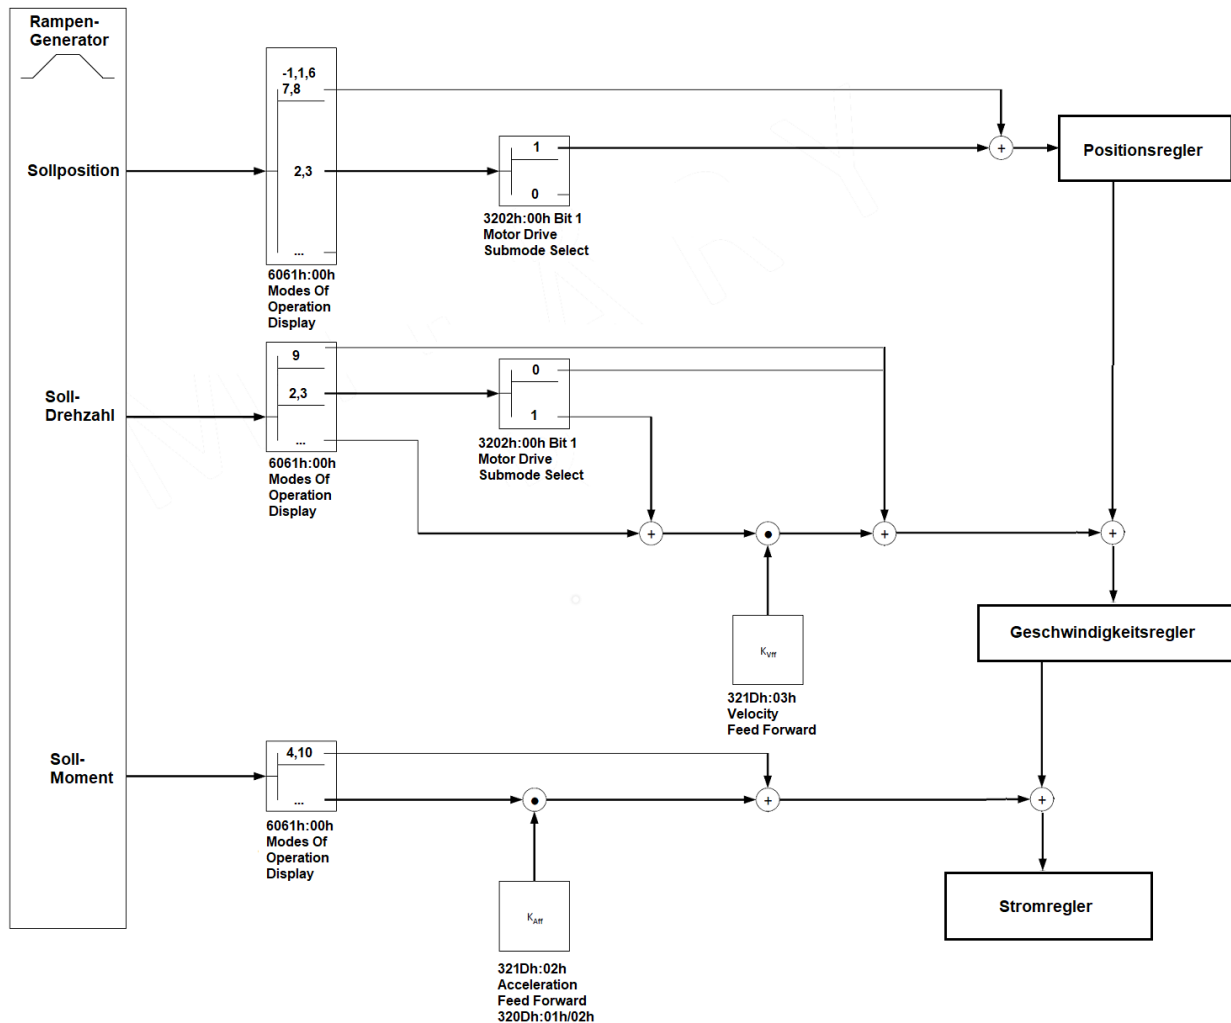 Rampen-
Generator
-1,1,6
7,8
Sollposition
2,3
...
6061h:00h
Modes Of
Operation
Display
1
0
3202h:00h Bit 1
Motor Drive
Submode Select
+
Positionsregler
Soll-
Drehzahl
9
2,3
...
6061h:00h
Modes Of
Operation
Display
0
1
3202h:00h Bit 1
Motor Drive
Submode Select
+
•
+
+
KVff
321Dh:03h
Velocity
Feed Forward
Geschwindigkeitsregler
Soll-
Moment
4,10
...
6061h:00h
Modes Of
Operation
Display
•
+
+
KAff
321Dh:02h
Acceleration
Feed Forward
320Dh:01h/02h
Stromregler